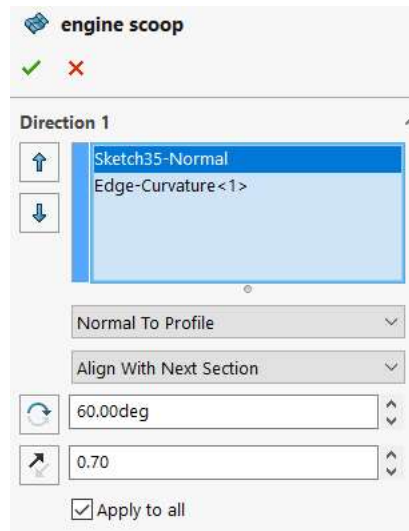 engine scoop
Direction 1
Sketch35-Normal
Edge-Curvature<1>
Normal To Profile
Align With Next Section
60.00deg
0.70
Apply to all